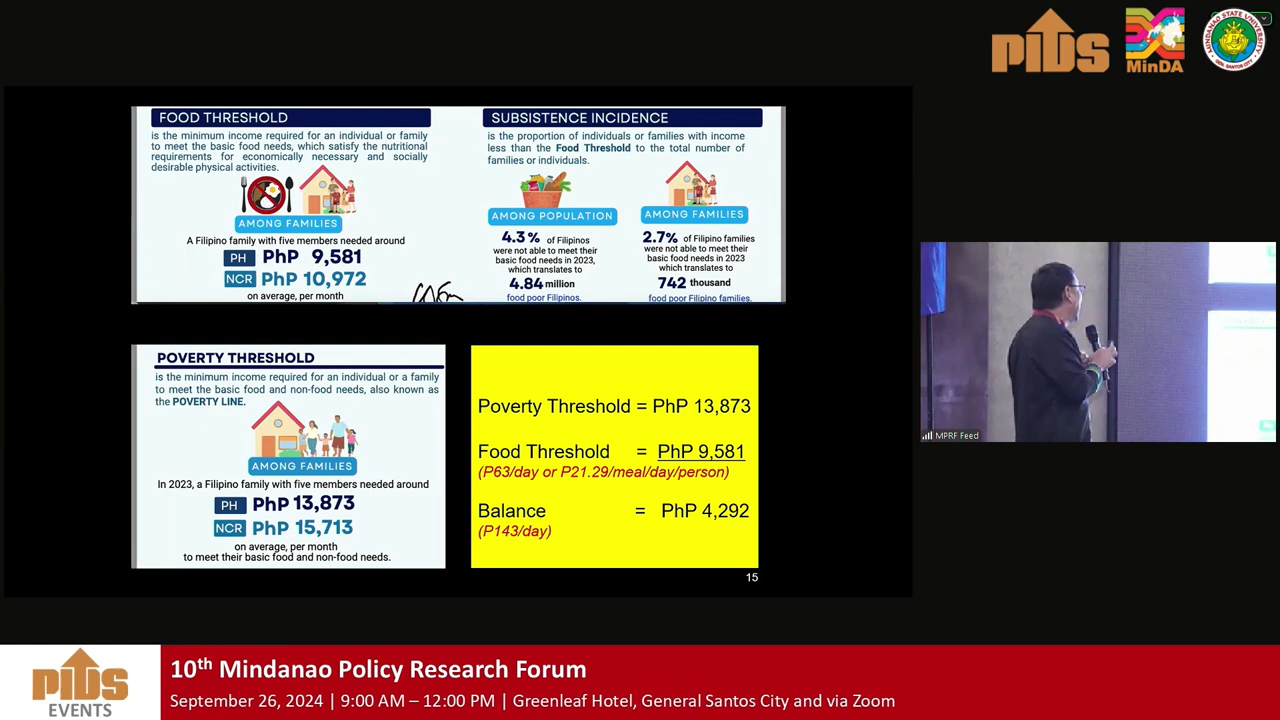 PIDS
MinDA
MINDANAO STATE UNIVERSITY
GEN. SANTOS CITY
FOOD THRESHOLD
is the minimum income required for an individual or family
to meet the basic food needs, which satisfy the nutritional
requirements for economically necessary and socially
desirable physical activities.
AMONG FAMILIES
A Filipino family with five members needed around
PH PhP 9,581
NCR PhP 10,972
on average, per month
SUBSISTENCE INCIDENCE
is the proportion of individuals or families with income
less than the Food Threshold to the total number of
families or individuals.
AMONG POPULATION
4.3% of Filipinos
were not able to meet their
basic food needs in 2023,
which translates to
4.84 million
food poor Filipinos.
AMONG FAMILIES
2.7% of Filipino families
were not able to meet their
basic food needs in 2023
which translates to
742 thousand
food poor Filipino families.
POVERTY THRESHOLD
is the minimum income required for an individual or a family
to meet the basic food and non-food needs, also known as
the POVERTY LINE.
AMONG FAMILIES
In 2023, a Filipino family with five members needed around
PH PhP 13,873
NCR PhP 15,713
on average, per month
to meet their basic food and non-food needs.
Poverty Threshold = PhP 13,873
Food Threshold = PhP 9,581
(P63/day or P21.29/meal/day/person)
Balance = PhP 4,292
(P143/day)
15
MPRF Feed
PIDS
EVENTS
10th Mindanao Policy Research Forum
September 26, 2024 | 9:00 AM – 12:00 PM | Greenleaf Hotel, General Santos City and via Zoom